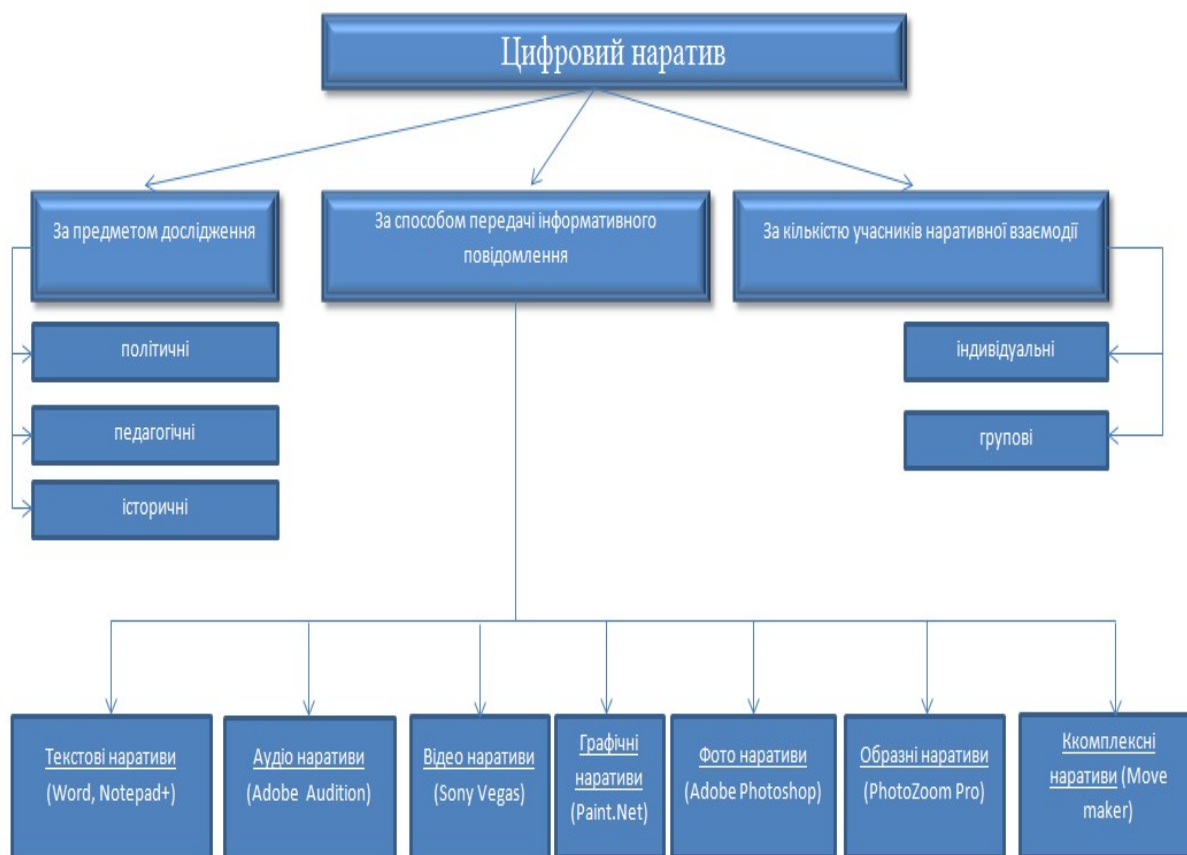 Цифровий наратив
За предметом дослідження
За способом передачі інформативного
повідомлення
За кількістю учасників наративної взаємодії
політичні
педагогічні
історичні
індивідуальні
групові
Текстові наративи
(Word, Notepad+)
Аудіо наративи
(Adobe Audition)
Відео наративи
(Sony Vegas)
Графічні
наративи
(Paint.Net)
Фото наративи
(Adobe Photoshop)
Образні наративи
(PhotoZoom Pro)
Ккомплексні
наративи (Move
maker)